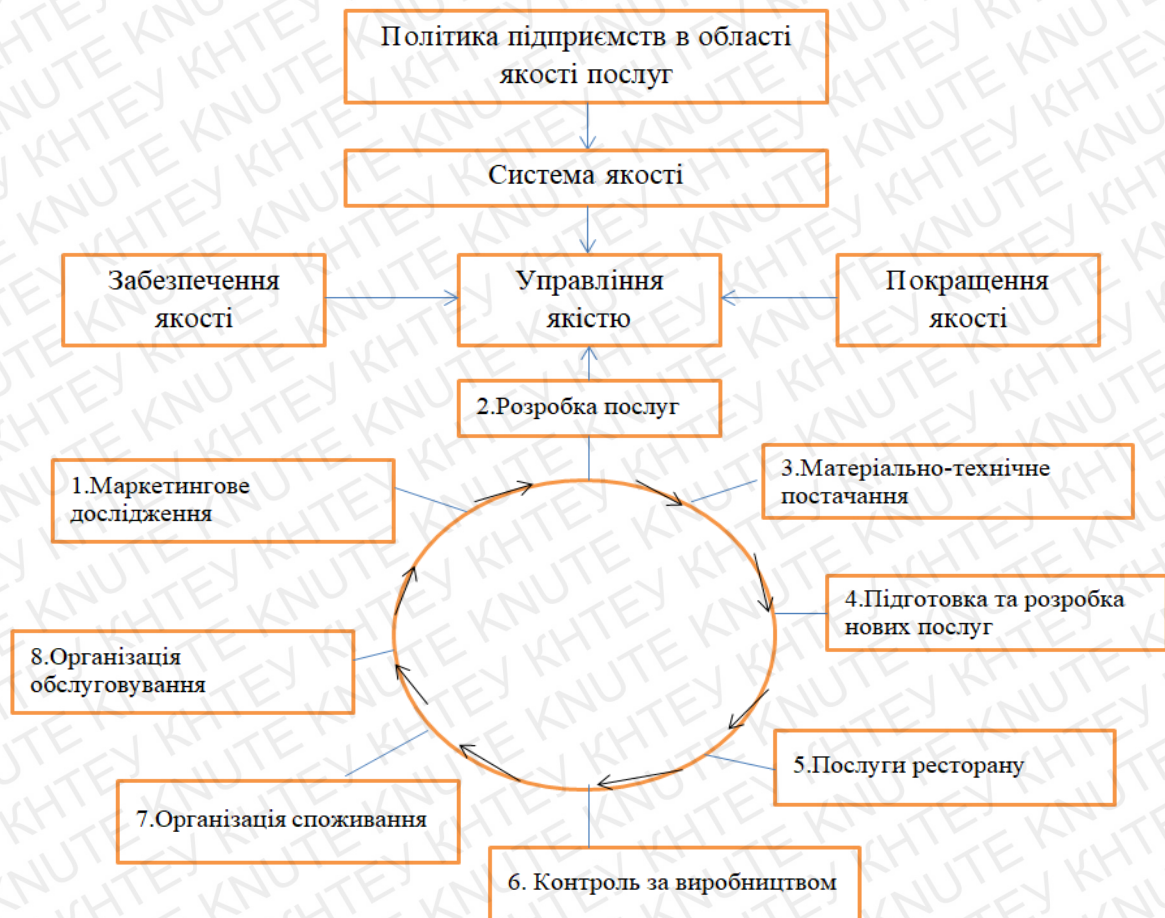 Політика підприємств в області
якості послуг
Система якості
Забезпечення
якості
Управління
якістю
Покращення
якості
2.Розробка послуг
1.Маркетингове
дослідження
3.Матеріально-технічне
постачання
4.Підготовка та розробка
нових послуг
8.Організація
обслуговування
5.Послуги ресторану
7.Організація споживання
6. Контроль за виробництвом